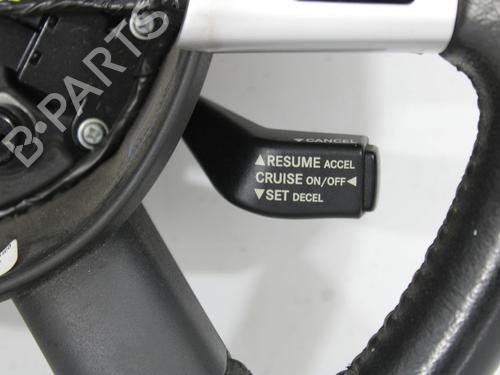 B-PARTS
▼CANCEL
▲RESUME ACCEL
CRUISE ON/OFF◄
▼SET DECEL